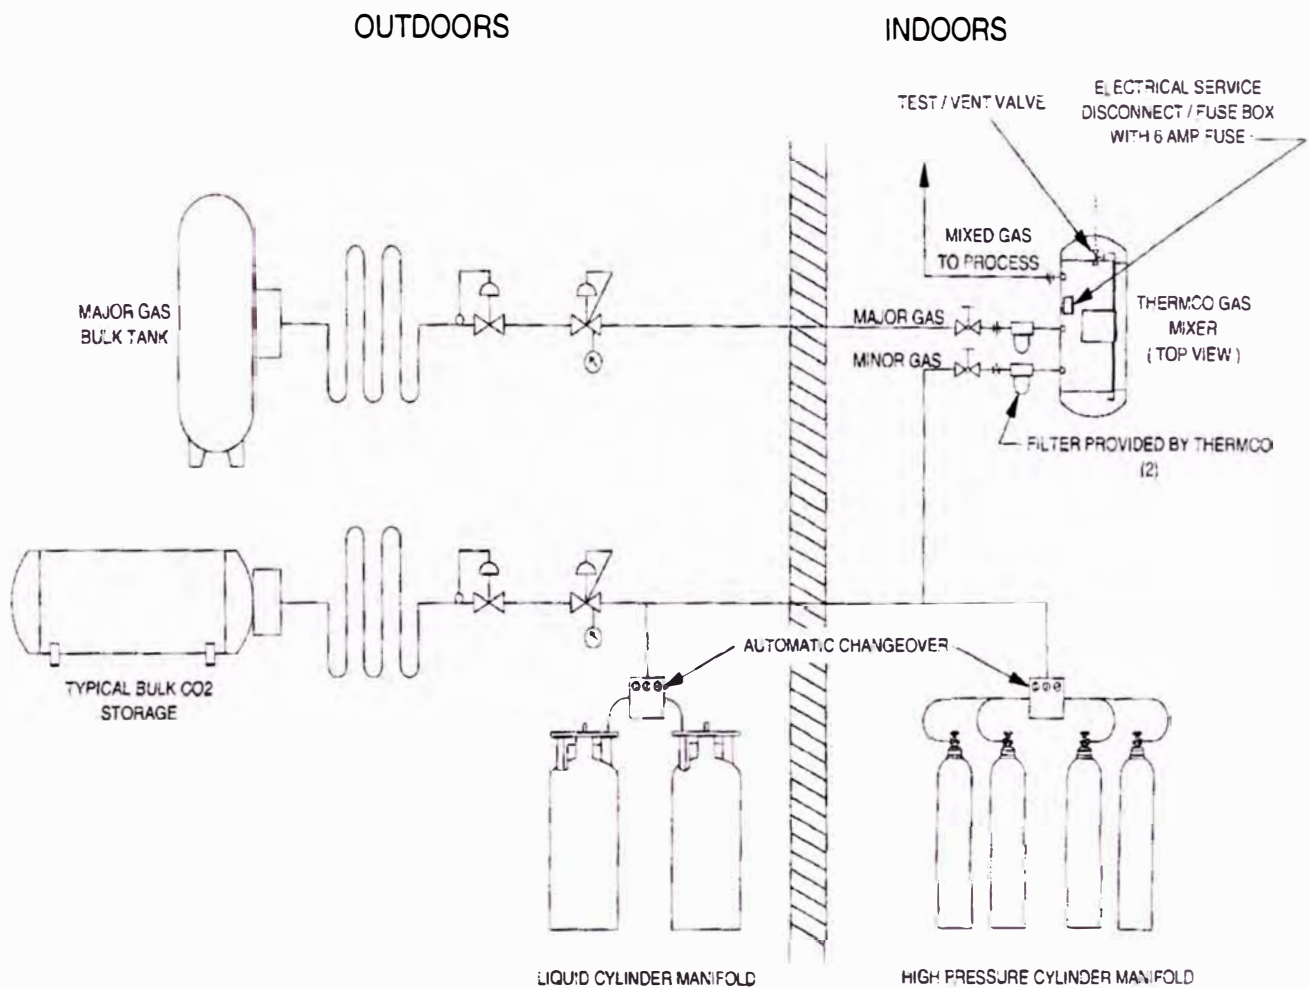 OUTDOORS
INDOORS
TEST / VENT VALVE
ELECTRICAL SERVICE
DISCONNECT / FUSE BOX
WITH 6 AMP FUSE
MIXED GAS
TO PROCESS
MAJOR GAS
BULK TANK
MAJOR GAS
MINOR GAS
THERMCO GAS
MIXER
( TOP VIEW )
FILTER PROVIDED BY THERMCO
(2)
TYPICAL BULK CO2
STORAGE
AUTOMATIC CHANGEOVER
LIQUID CYLINDER MANIFOLD
HIGH PRESSURE CYLINDER MANIFOLD